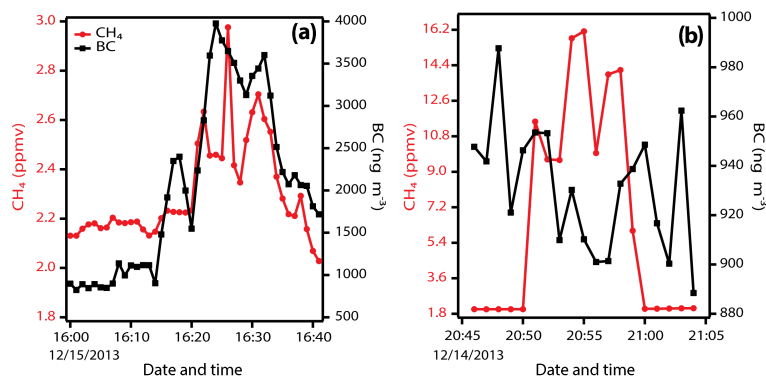 (a)
CH₄
BC
CH₄ (ppmv)
3.0
2.8
2.6
2.4
2.2
2.0
1.8
BC (ng m⁻³)
4000
3500
3000
2500
2000
1500
1000
500
16:00 16:10 16:20 16:30 16:40
12/15/2013
Date and time
(b)
CH₄ (ppmv)
16.2
14.4
12.6
10.8
9.0
7.2
5.4
3.6
1.8
BC (ng m⁻³)
1000
980
960
940
920
900
880
20:45 20:50 20:55 21:00 21:05
12/14/2013
Date and time